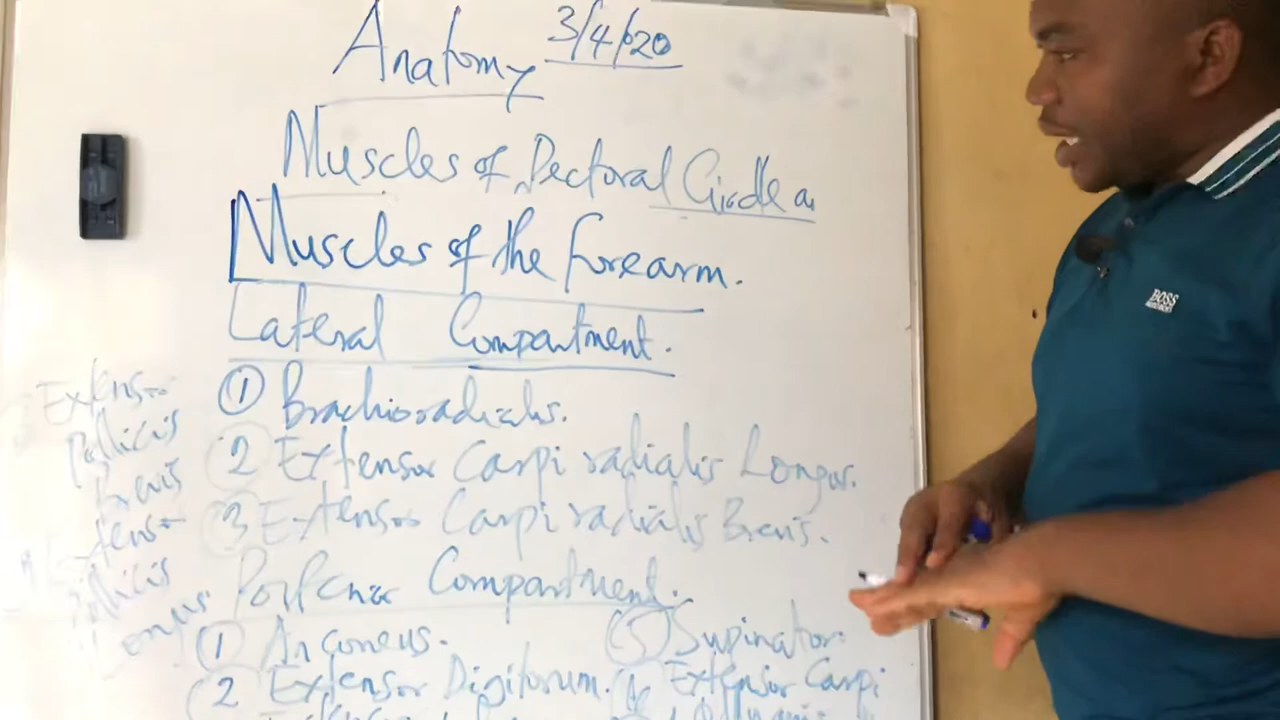 Anatomy 3/4/20
Muscles of Pectoral Girdle a
Muscles of the forearm.
Lateral Compartment.
① Brachioradialis.
② Extensor Carpi radialis Longus.
③ Extensor Carpi radialis Brevis.
Extensor
Pollicis
Brevis
Pollicis
Longus
Posterior Compartment.
① Anconeus.
② Extensor Digitorum.
⑤ Supinator.
Extensor Carpi
BOSS